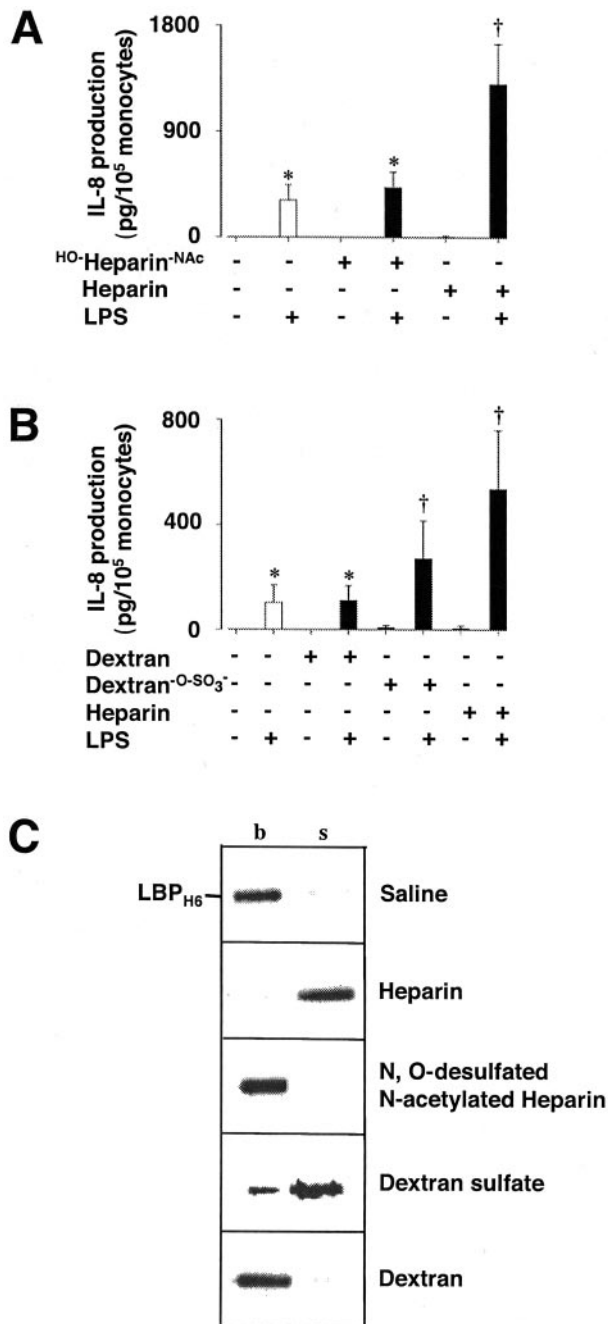 A
IL-8 production
(pg/10⁵ monocytes)
1800
900
0
*
*
†
HO-Heparin-NAc - - + + - -
Heparin - - - - + +
LPS - + - + - +
B
IL-8 production
(pg/10⁵ monocytes)
800
400
0
*
*
†
†
Dextran - - + + - - - -
Dextran-O-SO₃- - - - - + + - -
Heparin - - - - - - + +
LPS - + - + - + - +
C
b s
LBP_H6 Saline
Heparin
N, O-desulfated
N-acetylated Heparin
Dextran sulfate
Dextran